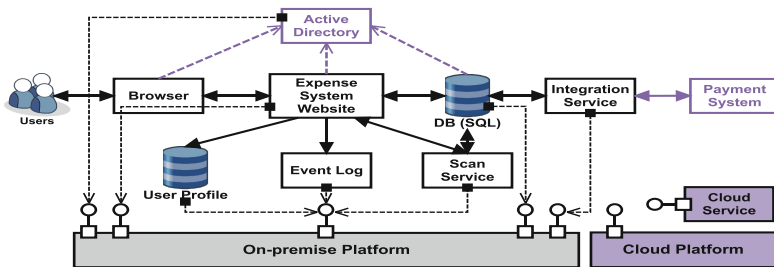 Active
Directory
Users
Browser
Expense
System
Website
DB (SQL)
Integration
Service
Payment
System
User Profile
Event Log
Scan
Service
Cloud
Service
On-premise Platform
Cloud Platform